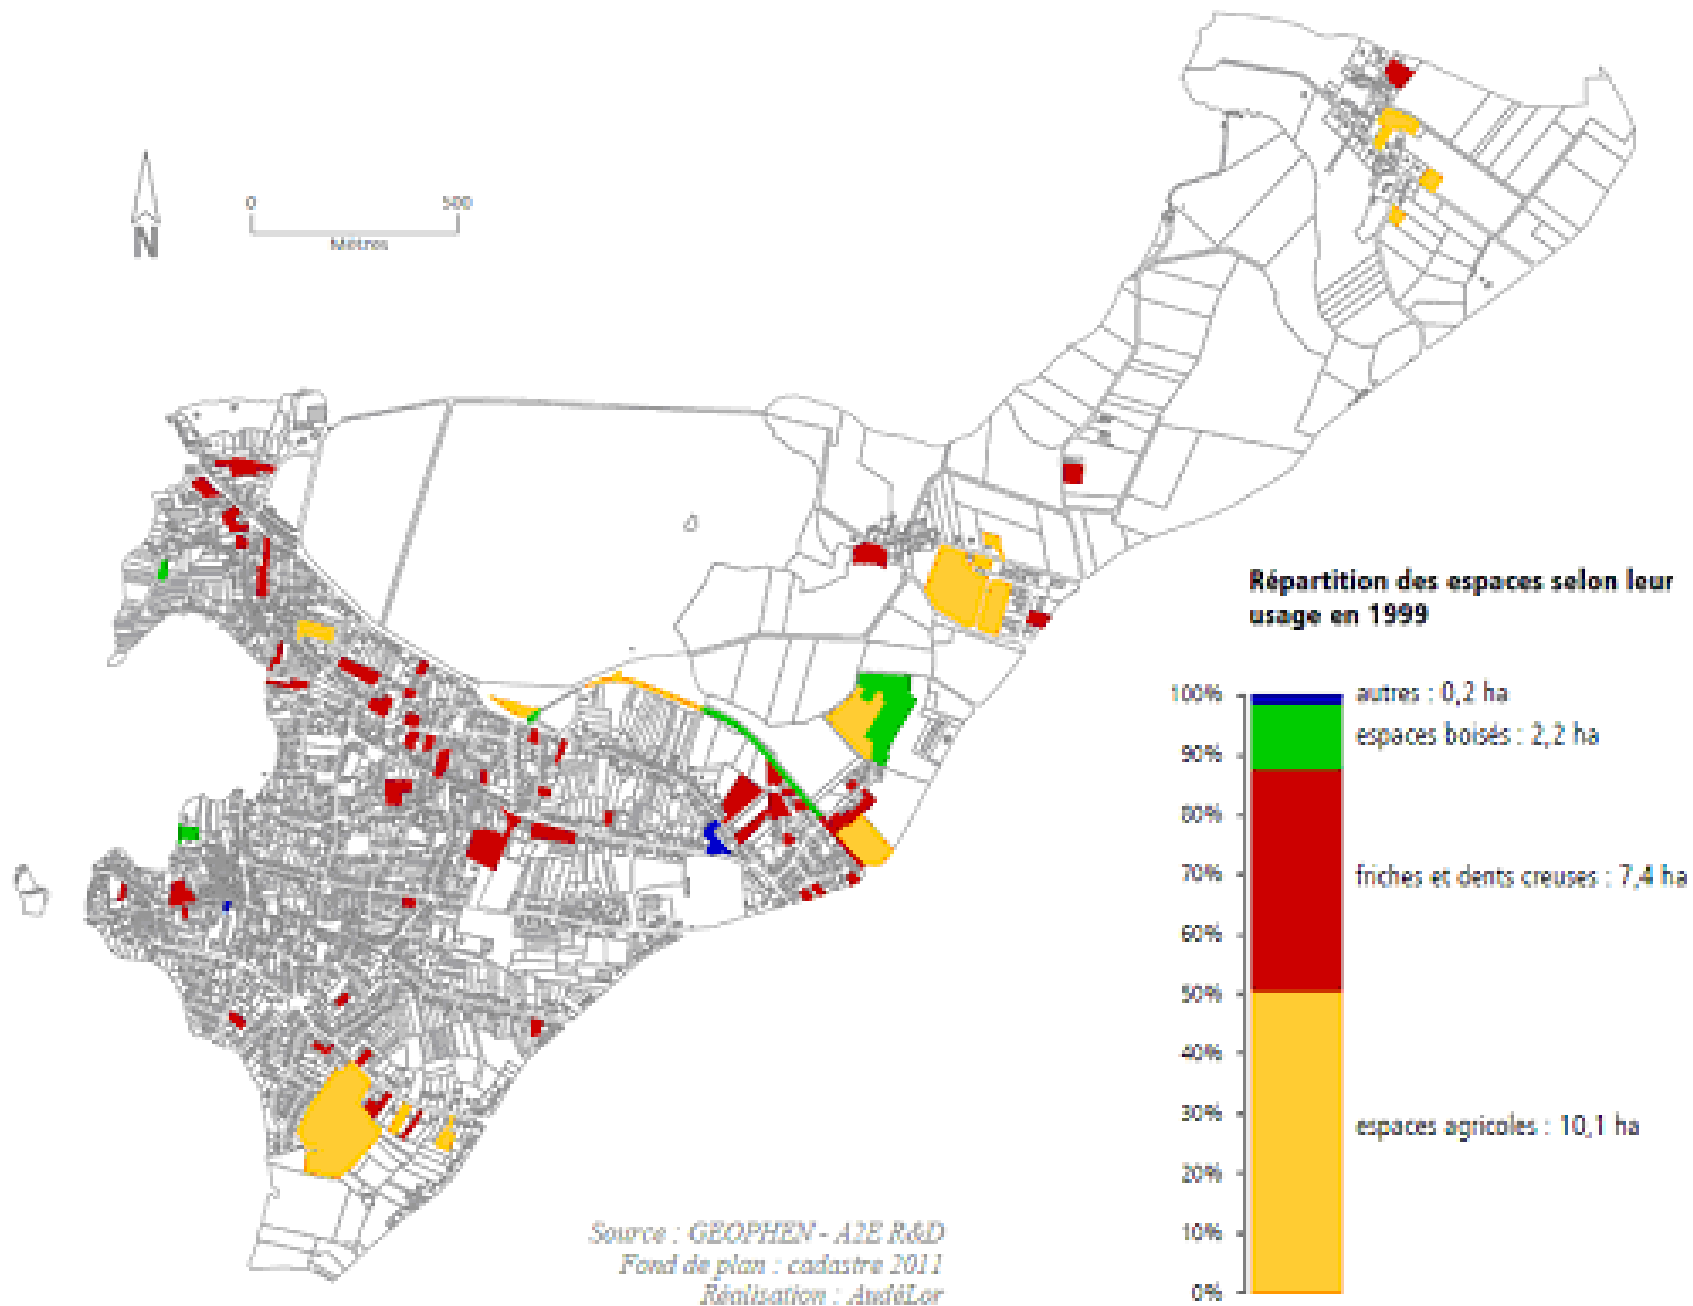 0 500
Mètres
N
Répartition des espaces selon leur
usage en 1999
100%
90%
80%
70%
60%
50%
40%
30%
20%
10%
0%
autres : 0,2 ha
espaces boisés : 2,2 ha
friches et dents creuses : 7,4 ha
espaces agricoles : 10,1 ha
Source : GEOPHEN - A2E R&D
Fond de plan : cadastre 2011
Réalisation : AudéLor